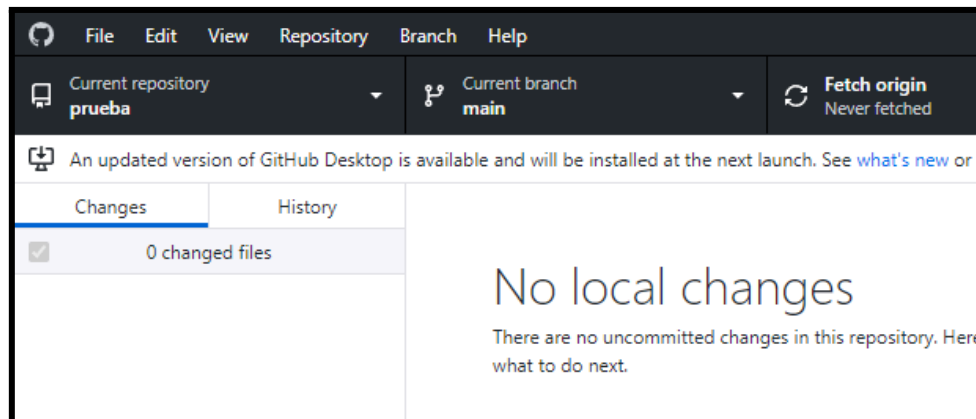 File Edit View Repository Branch Help
Current repository
prueba
Current branch
main
Fetch origin
Never fetched
An updated version of GitHub Desktop is available and will be installed at the next launch. See what's new or
Changes History
0 changed files
No local changes
There are no uncommitted changes in this repository. Here
what to do next.